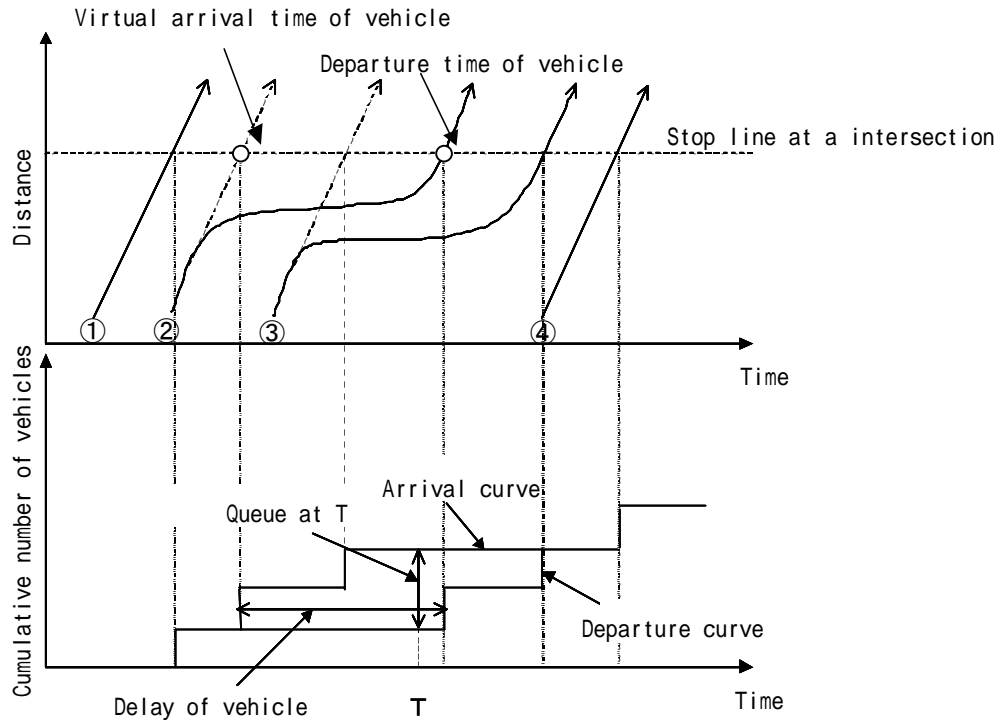 Virtual arrival time of vehicle
Departure time of vehicle
Stop line at a intersection
Distance
① ② ③ ④
Time
Cumulative number of vehicles
Arrival curve
Queue at T
Departure curve
Delay of vehicle
T
Time